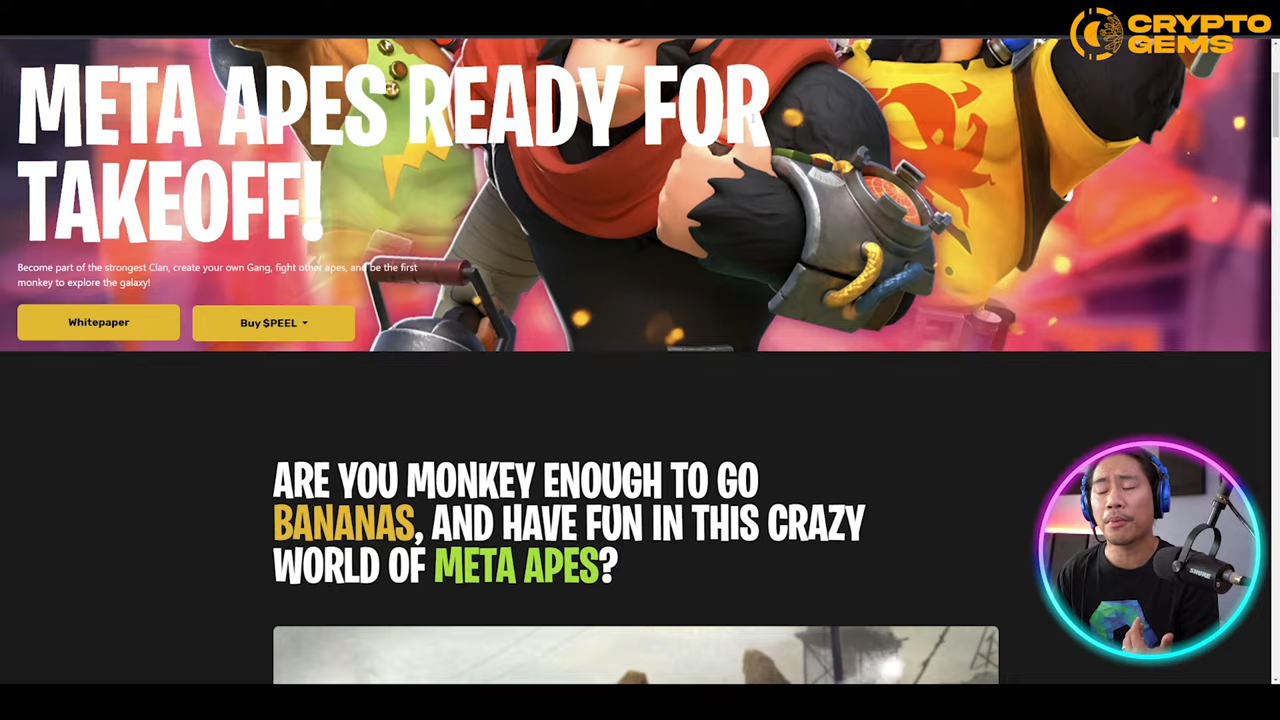 CRYPTO
GEMS
META APES READY FOR
TAKEOFF!
Become part of the strongest Clan, create your own Gang, fight other apes, and be the first
monkey to explore the galaxy!
Whitepaper
Buy $PEEL
ARE YOU MONKEY ENOUGH TO GO
BANANAS, AND HAVE FUN IN THIS CRAZY
WORLD OF META APES?
SHURE